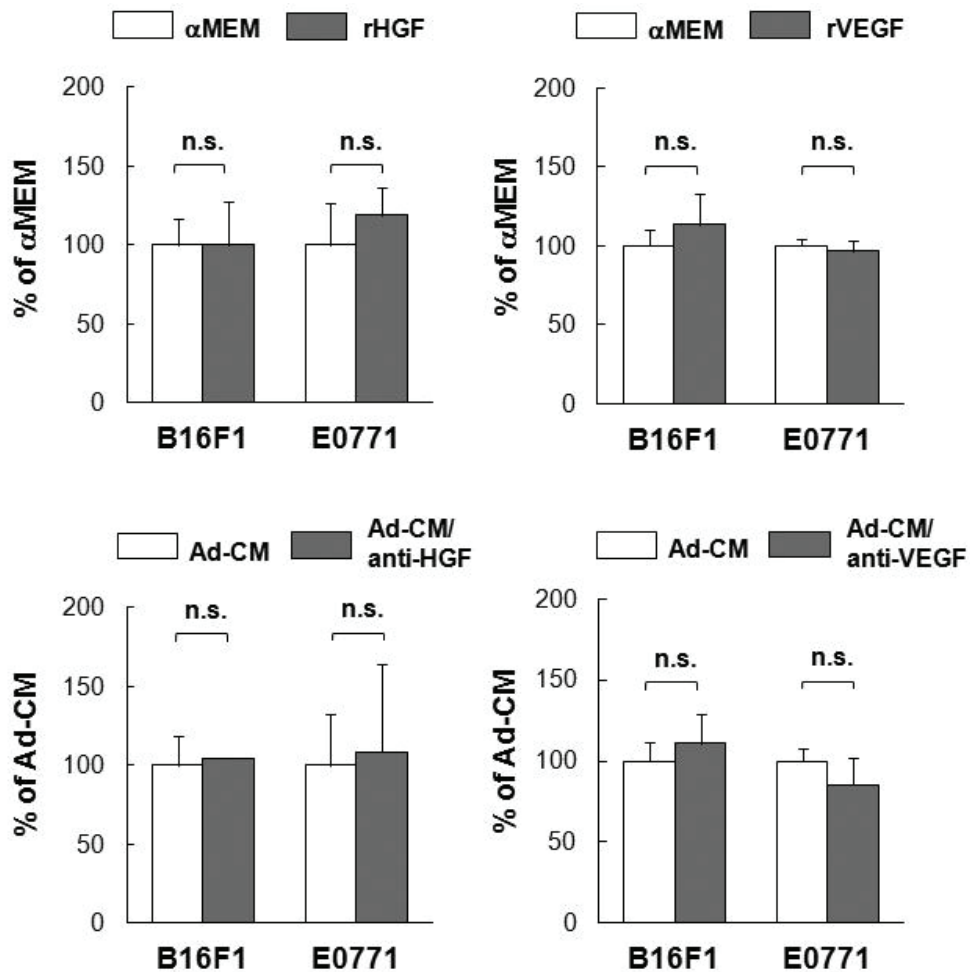 αMEM rHGF
200
150
100
50
0
% of αMEM
n.s. n.s.
B16F1 E0771
αMEM rVEGF
200
150
100
50
0
% of αMEM
n.s. n.s.
B16F1 E0771
Ad-CM Ad-CM/
anti-HGF
200
150
100
50
0
% of Ad-CM
n.s. n.s.
B16F1 E0771
Ad-CM Ad-CM/
anti-VEGF
200
150
100
50
0
% of Ad-CM
n.s. n.s.
B16F1 E0771